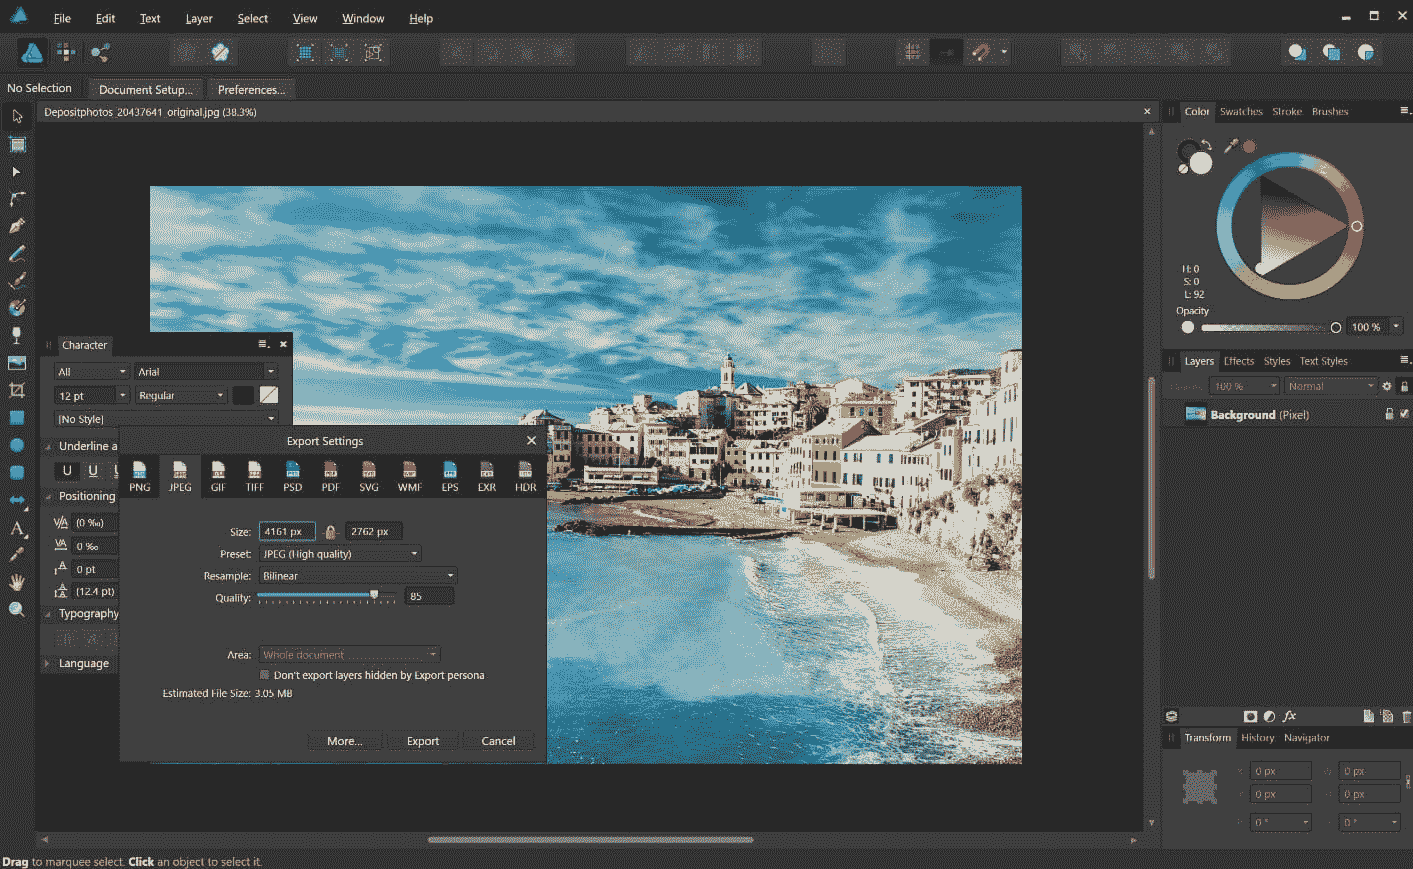 File Edit Text Layer Select View Window Help
No Selection Document Setup... Preferences...
Depositphotos_20437641_original.jpg (38.3%)
Color Swatches Stroke Brushes
H: 0
S: 0
L: 92
Opacity
100 %
Character
All Arial
12 pt Regular
[No Style]
Underline a
U U U
Positioning
(0 ‰)
0 ‰
0 pt
(12.4 pt)
Typography
Language
Export Settings
PNG JPEG GIF TIFF PSD PDF SVG WMF EPS EXR HDR
Size: 4161 px 2762 px
Preset: JPEG (High quality)
Resample: Bilinear
Quality: 85
Area: Whole document
Don't export layers hidden by Export persona
Estimated File Size: 3.05 MB
More... Export Cancel
Layers Effects Styles Text Styles
Opacity: 100 % Normal
Background (Pixel)
fx
Transform History Navigator
0 px 0 px
0 px 0 px
0 ° 0 °
Drag to marquee select. Click an object to select it.